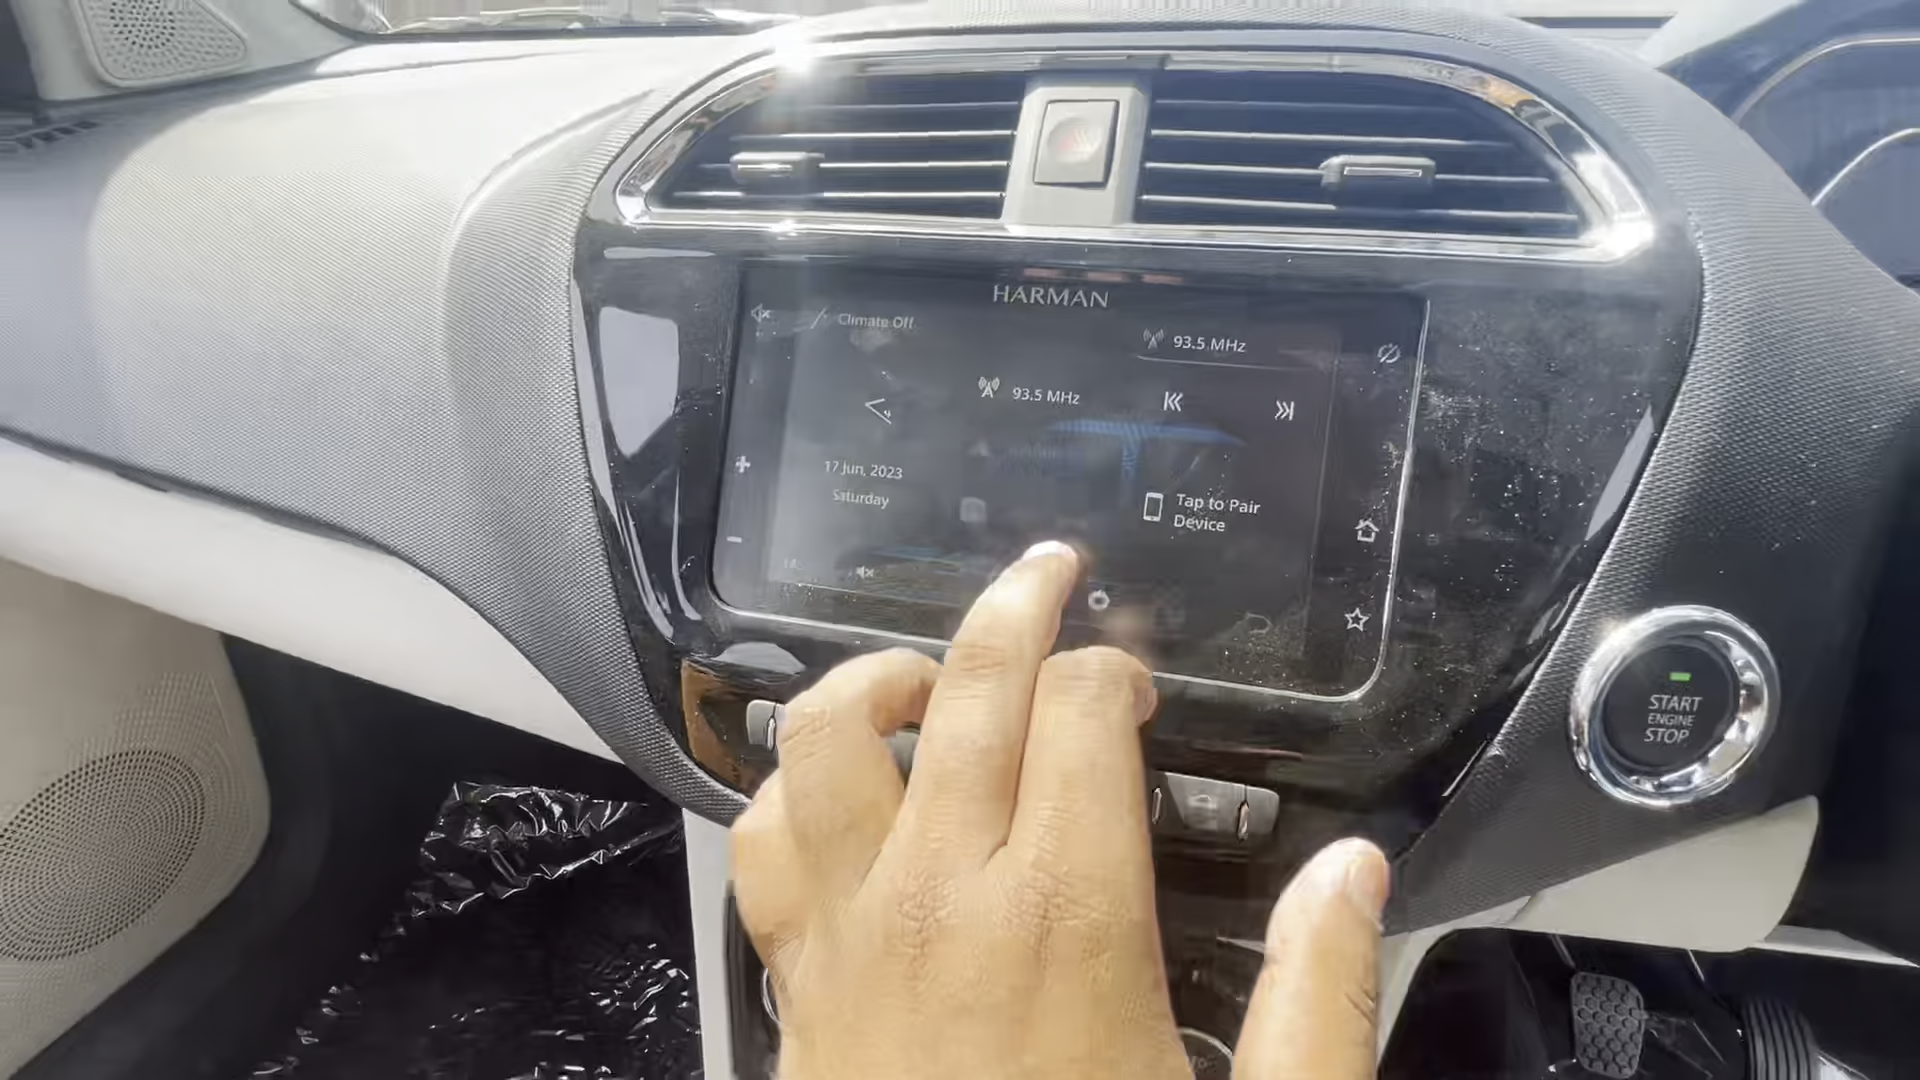 HARMAN
Climate Off
93.5 MHz
93.5 MHz
17 Jun, 2023
Saturday
Tap to Pair
Device
START
ENGINE
STOP